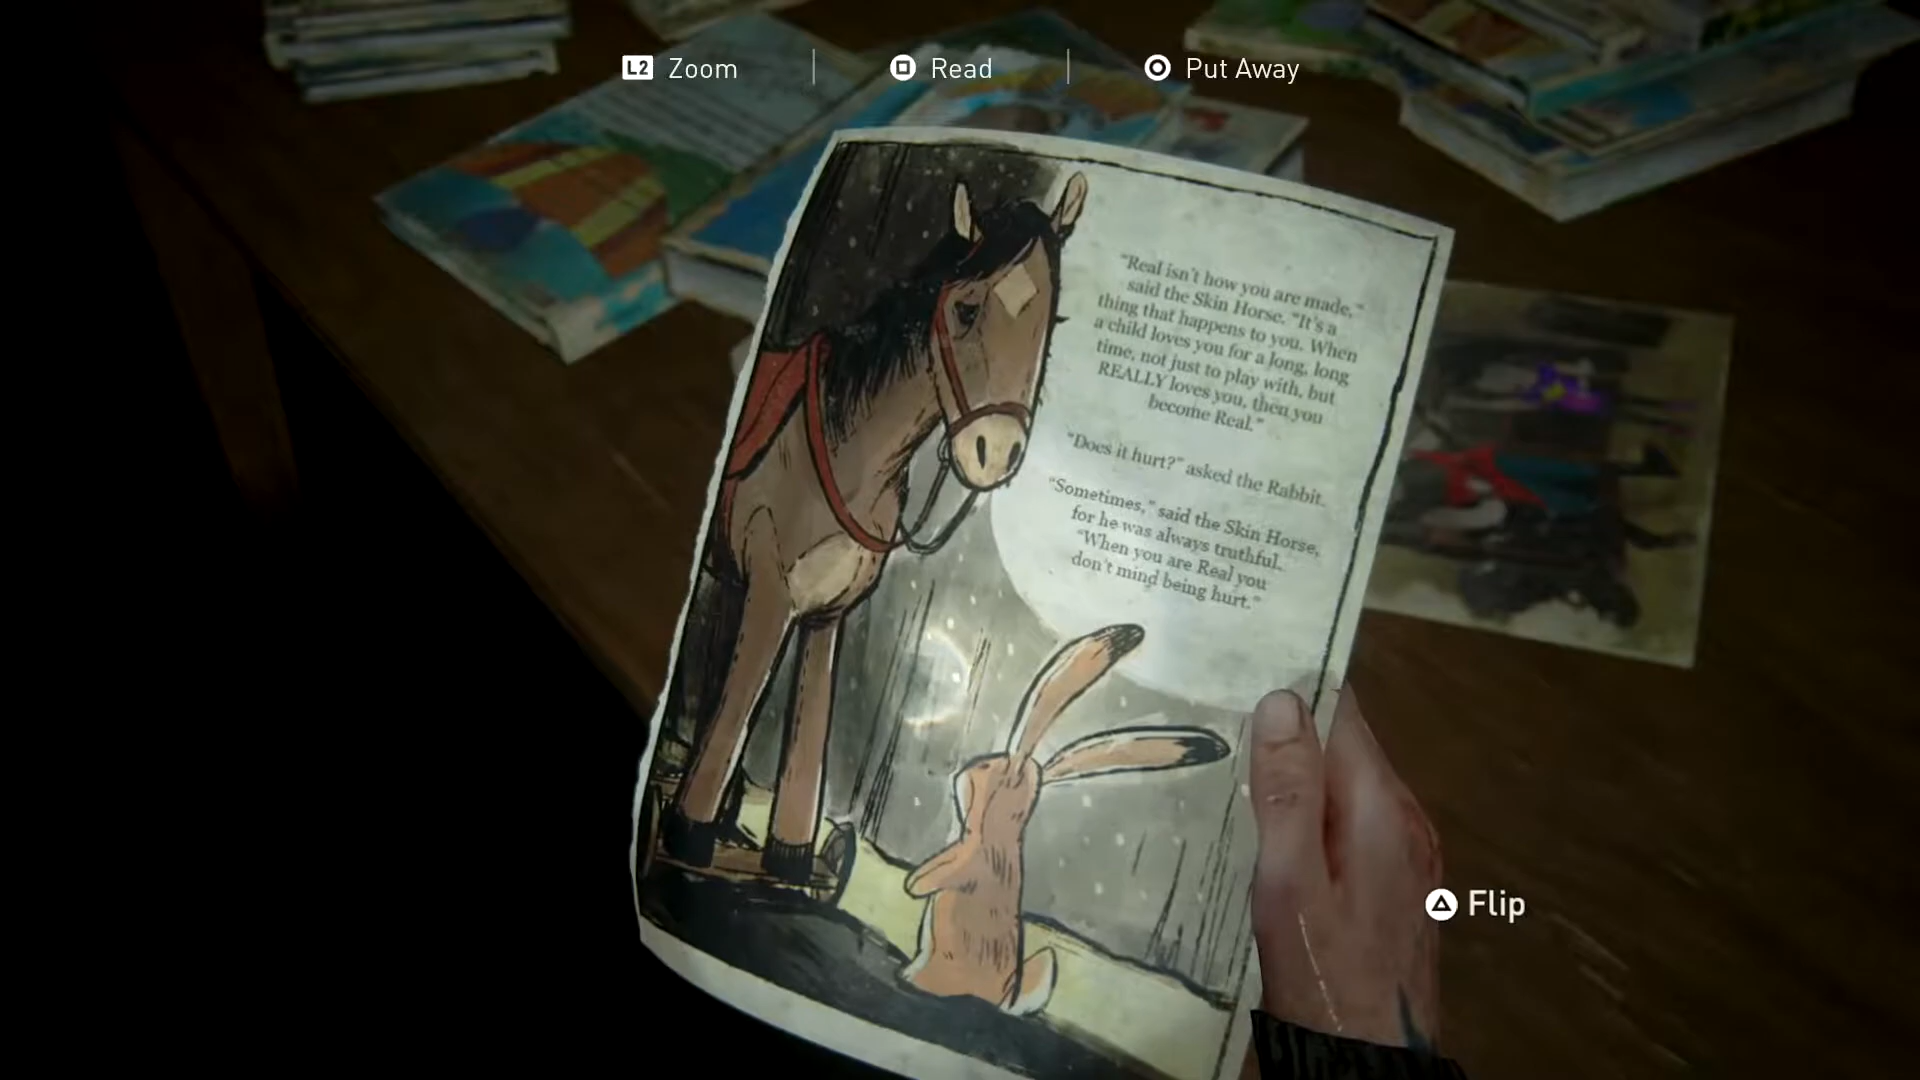 L2 Zoom
Read
Put Away
“Real isn’t how you are made,”
said the Skin Horse. “It’s a
thing that happens to you. When
a child loves you for a long, long
time, not just to play with, but
REALLY loves you, then you
become Real.”
“Does it hurt?” asked the Rabbit.
“Sometimes,” said the Skin Horse,
for he was always truthful.
“When you are Real you
don’t mind being hurt.”
Flip